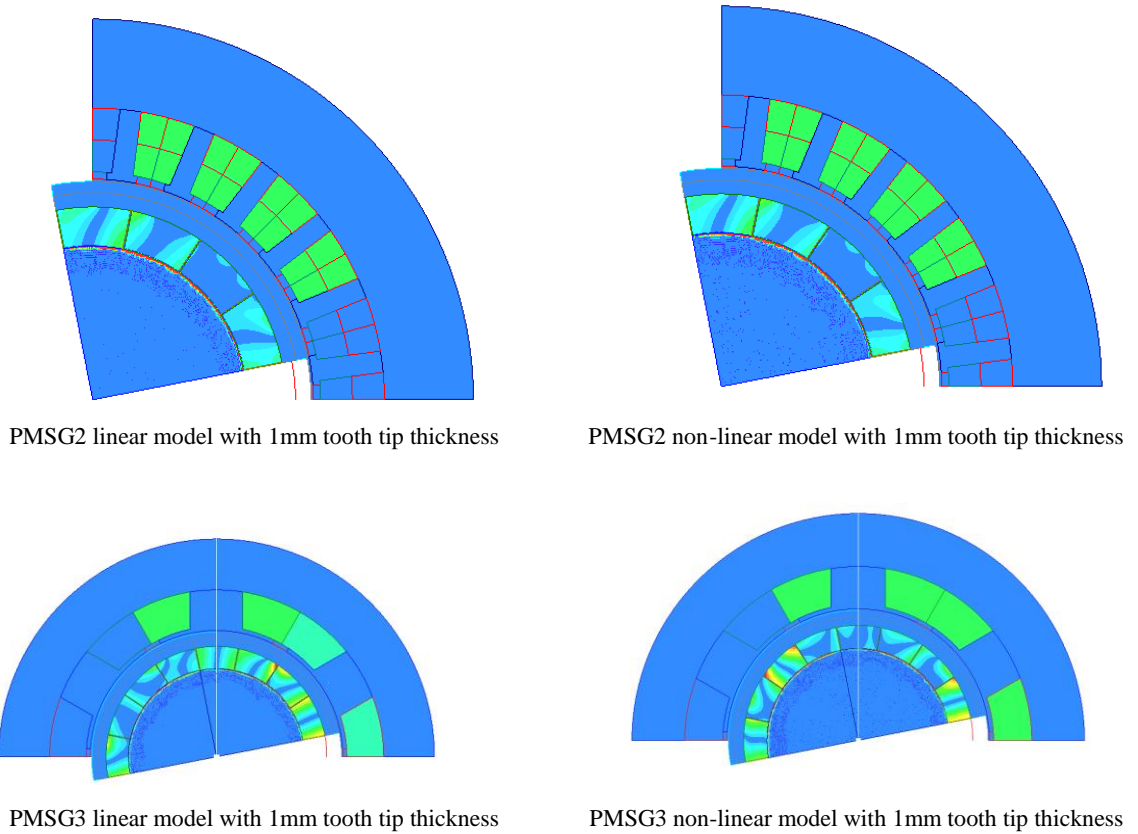 PMSG2 linear model with 1mm tooth tip thickness
PMSG2 non-linear model with 1mm tooth tip thickness
PMSG3 linear model with 1mm tooth tip thickness
PMSG3 non-linear model with 1mm tooth tip thickness